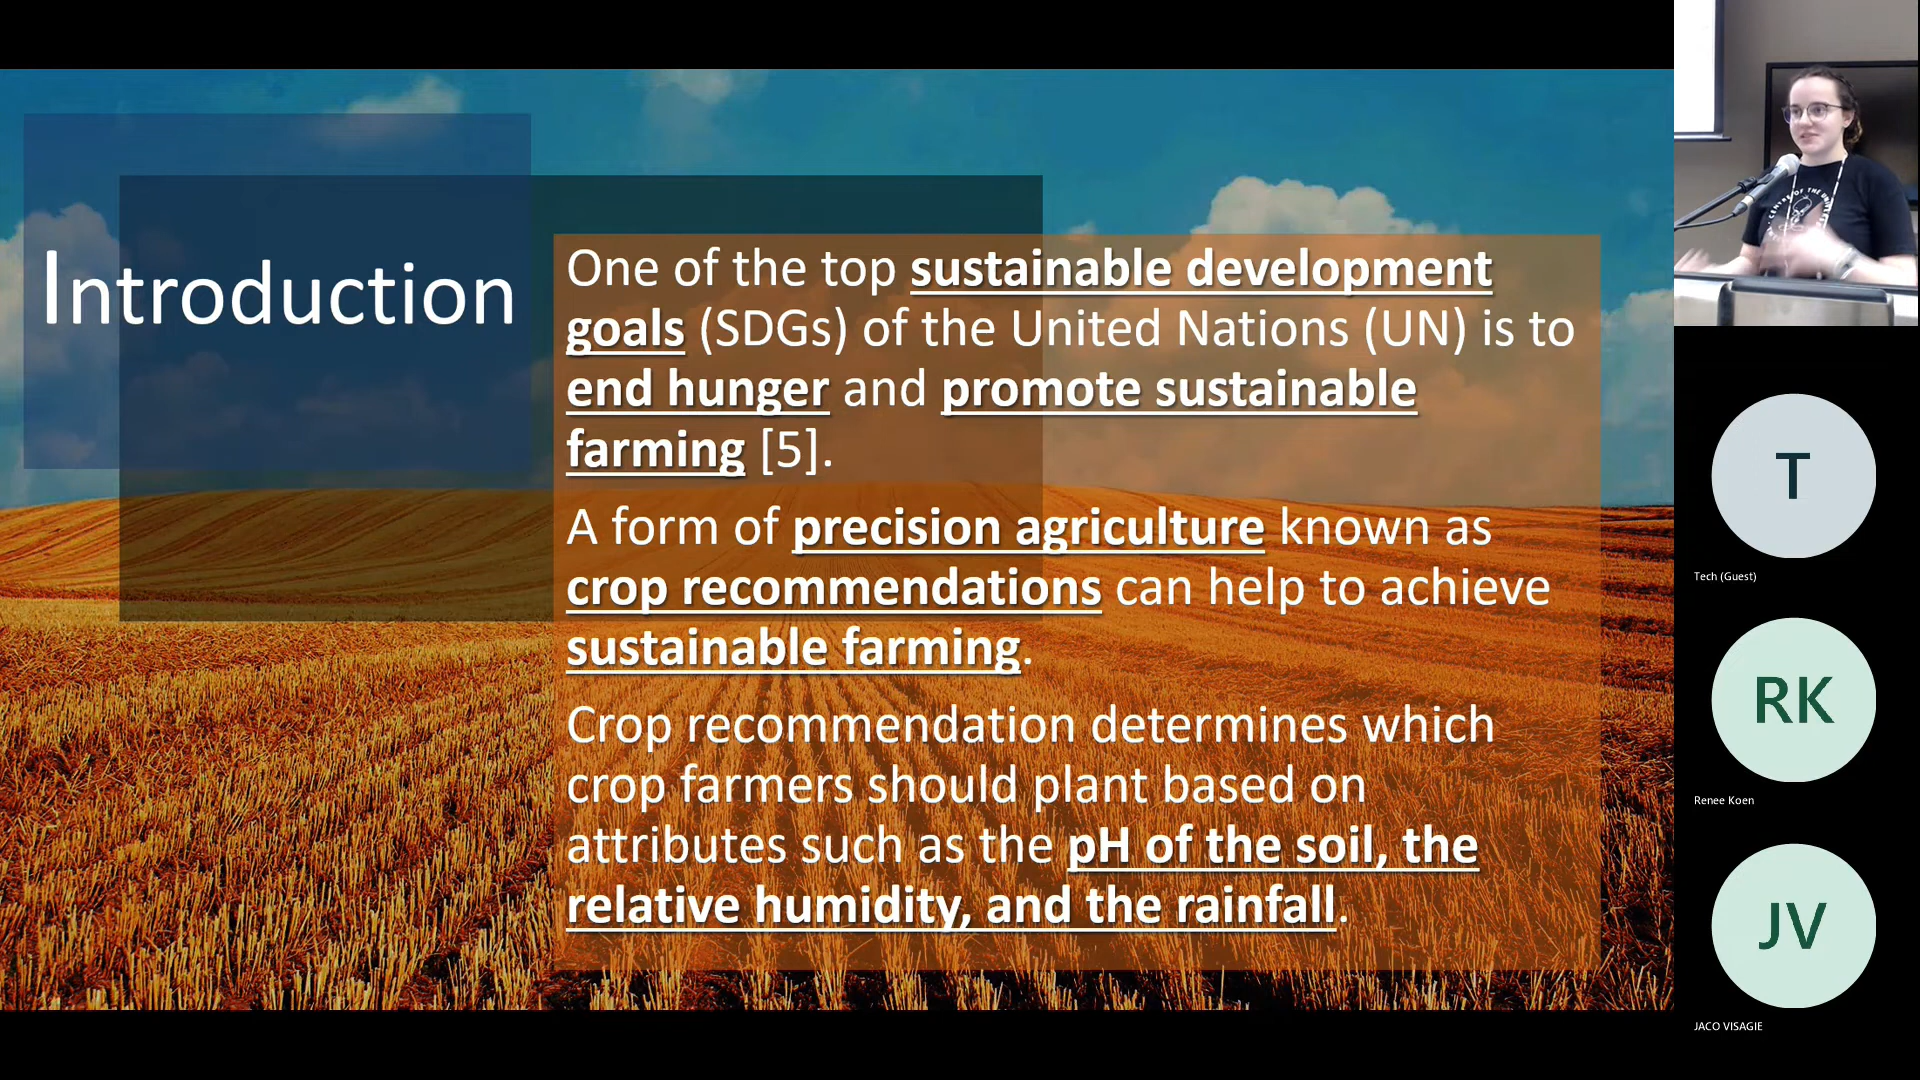 Introduction
One of the top sustainable development
goals (SDGs) of the United Nations (UN) is to
end hunger and promote sustainable
farming [5].
A form of precision agriculture known as
crop recommendations can help to achieve
sustainable farming.
Crop recommendation determines which
crop farmers should plant based on
attributes such as the pH of the soil, the
relative humidity, and the rainfall.
T
Tech (Guest)
RK
Renee Koen
JV
JACO VISAGIE